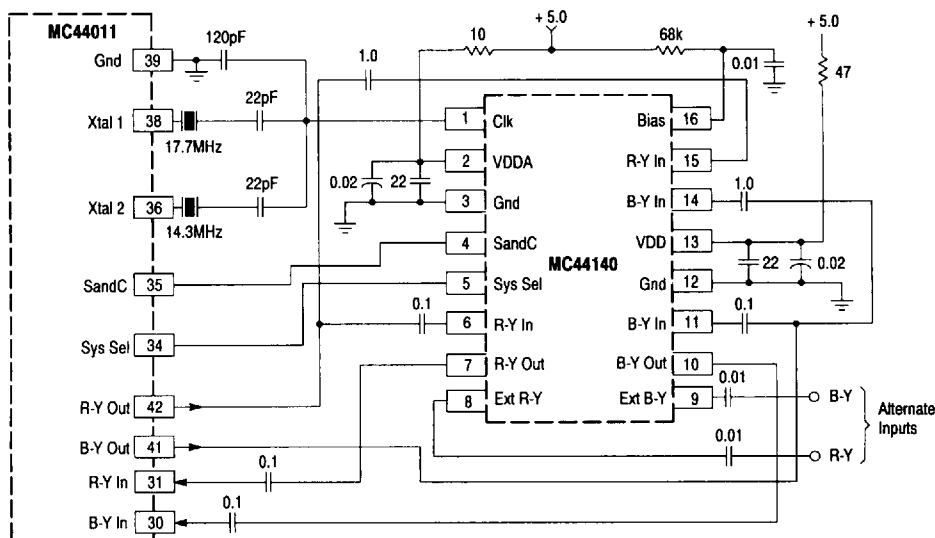 MC44011
Gnd 39
120pF
Xtal 1 38
17.7MHz
22pF
Xtal 2 36
14.3MHz
22pF
SandC 35
Sys Sel 34
R-Y Out 42
B-Y Out 41
R-Y In 31
0.1
B-Y In 30
0.1
+ 5.0
10
68k
0.01
1.0
+ 5.0
47
MC44140
1 Clk
2 VDDA
0.02
22
3 Gnd
4 SandC
5 Sys Sel
0.1
6 R-Y In
7 R-Y Out
8 Ext R-Y
Bias 16
R-Y In 15
B-Y In 14
1.0
VDD 13
22
0.02
Gnd 12
B-Y In 11
0.1
B-Y Out 10
Ext B-Y 9
0.01
B-Y
0.01
R-Y
Alternate
Inputs